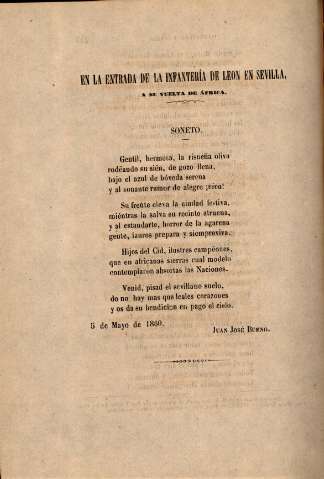 EN LA ENTRADA DE LA INFANTERÍA DE LEON EN SEVILLA,
A SU VUELTA DE ÁFRICA.
SONETO.
Gentil, hermosa, la risueña oliva
rodëando su sién, de gozo llena,
bajo el azul de bóveda serena
y al sonante rumor de alegre ¡viva!
Su frente eleva la ciudad festiva,
miéntras la salva su recinto atruena,
y al estandarte, horror de la agarena
gente, lauros prepara y siempreviva.
Hijos del Cid, ilustres campëones,
que en africanas sierras cual modelo
contemplaron absortas las Naciones.
Venid, pisad el sevillano suelo,
do no hay mas que leales corazones
y os da su bendicion en pago el cielo.
5 de Mayo de 1860.
JUAN JOSÉ BUENO.